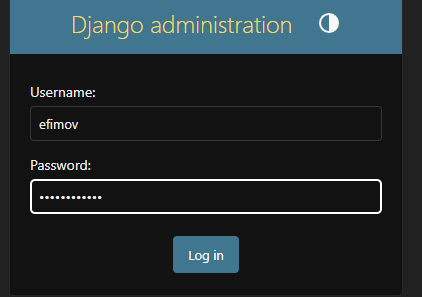 Django administration
Username:
efimov
Password:
••••••••••••
Log in